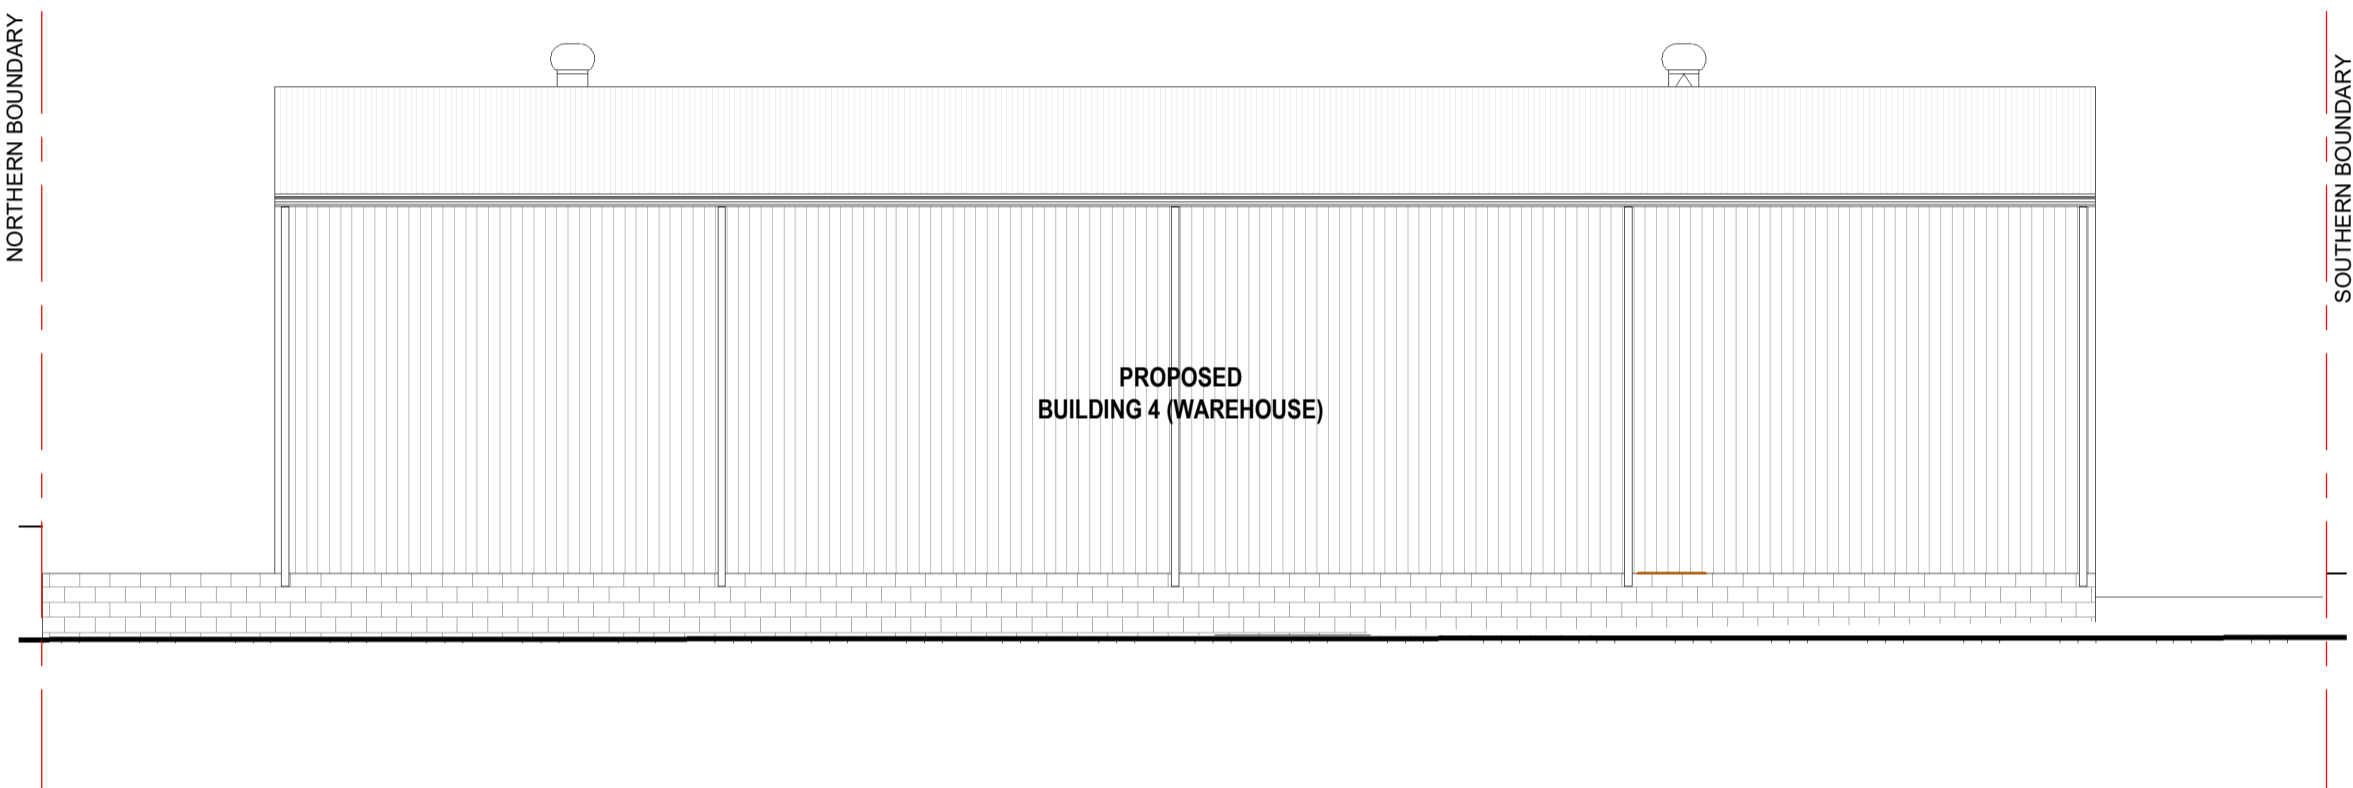 NORTHERN BOUNDARY
PROPOSED
BUILDING 4 (WAREHOUSE)
SOUTHERN BOUNDARY